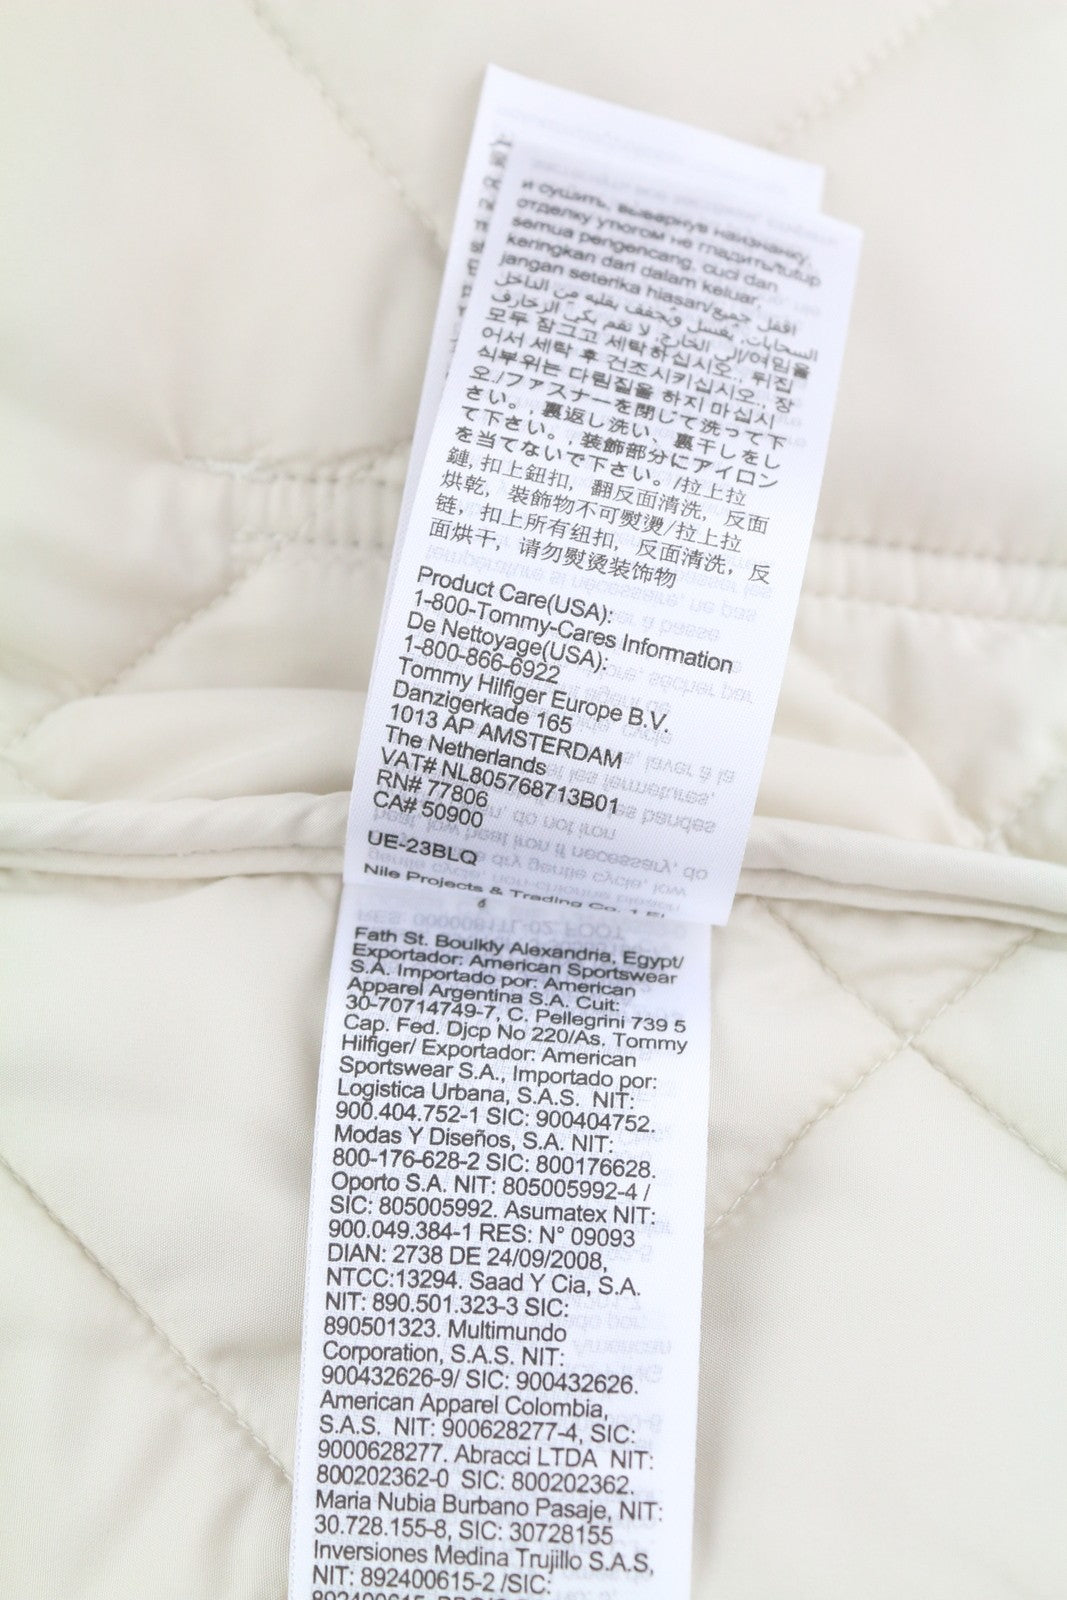 и сушить, вывернув наизнанку,
отделку утюгом не гладить/tutup
semua pengencang, cuci dan
keringkan dari dalam keluar,
jangan seterika hiasan/اقفل جميع
السحابات, يغسل ويجفف بقلبه من الداخل
إلى الخارج, لا تقم بكي الزخارف/여밈을
모두 잠그고 세탁하십시오., 뒤집
어서 세탁 후 건조시키십시오., 장
식부위는 다림질을 하지 마십시
오./ファスナーを閉じて洗って下
さい。, 裏返し洗い、裏干しをし
て下さい。, 装飾部分にアイロン
を当てないで下さい。/拉上拉
鏈, 扣上鈕扣, 翻反面清洗, 反面
烘乾, 裝飾物不可熨燙/拉上拉
链, 扣上所有纽扣, 反面清洗, 反
面烘干, 请勿熨烫装饰物
Product Care(USA):
1-800-Tommy-Cares Information
De Nettoyage(USA):
1-800-866-6922
Tommy Hilfiger Europe B.V.
Danzigerkade 165
1013 AP AMSTERDAM
The Netherlands
VAT# NL805768713B01
RN# 77806
CA# 50900
UE-23BLQ
Nile Projects & Trading Co. 1 El
6
Fath St. Boulkly Alexandria, Egypt/
Exportador: American Sportswear
S.A. Importado por: American
Apparel Argentina S.A. Cuit:
30-70714749-7, C. Pellegrini 739 5
Cap. Fed. Djcp No 220/As. Tommy
Hilfiger/ Exportador: American
Sportswear S.A., Importado por:
Logistica Urbana, S.A.S. NIT:
900.404.752-1 SIC: 900404752.
Modas Y Diseños, S.A. NIT:
800-176-628-2 SIC: 800176628.
Oporto S.A. NIT: 805005992-4 /
SIC: 805005992. Asumatex NIT:
900.049.384-1 RES: N° 09093
DIAN: 2738 DE 24/09/2008,
NTCC:13294. Saad Y Cia, S.A.
NIT: 890.501.323-3 SIC:
890501323. Multimundo
Corporation, S.A.S. NIT:
900432626-9/ SIC: 900432626.
American Apparel Colombia,
S.A.S. NIT: 900628277-4, SIC:
9000628277. Abracci LTDA NIT:
800202362-0 SIC: 800202362.
Maria Nubia Burbano Pasaje, NIT:
30.728.155-8, SIC: 30728155
Inversiones Medina Trujillo S.A.S,
NIT: 892400615-2 /SIC: